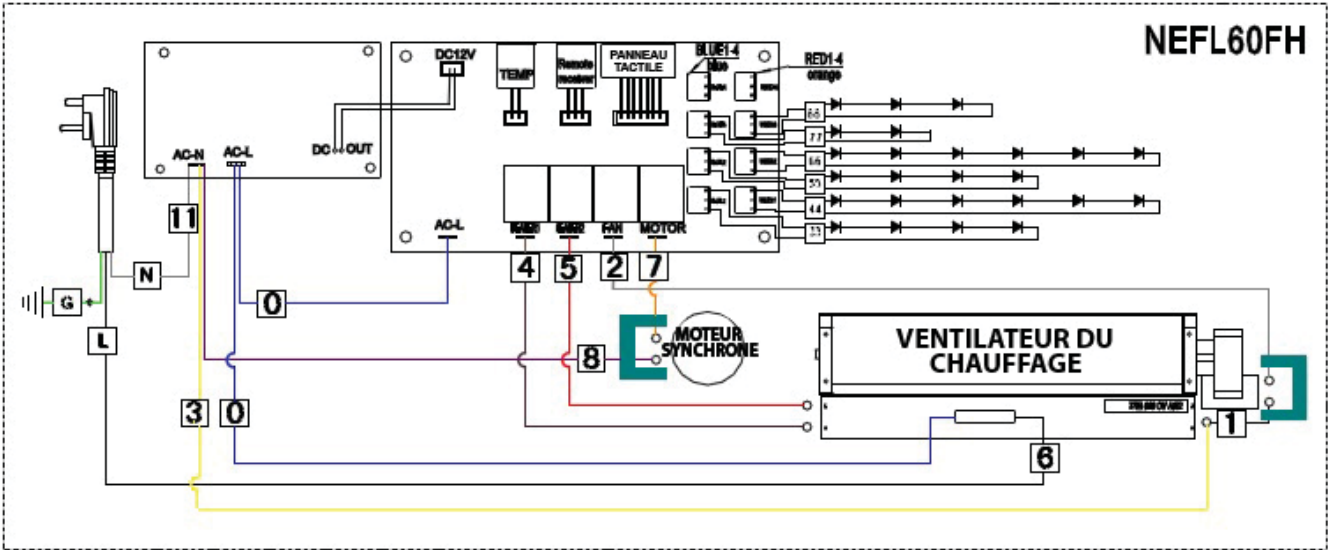 NEFL60FH
DC12V
TEMP
Remote
receiver
PANNEAU
TACTILE
BLUE1-4
blue
RED1-4
orange
DC OUT
AC-N
AC-L
AC-L
FAN
MOTOR
66
77
55
44
33
11
N
G
L
0
4
5
2
7
8
MOTEUR
SYNCHRONE
VENTILATEUR DU
CHAUFFAGE
3
0
6
1